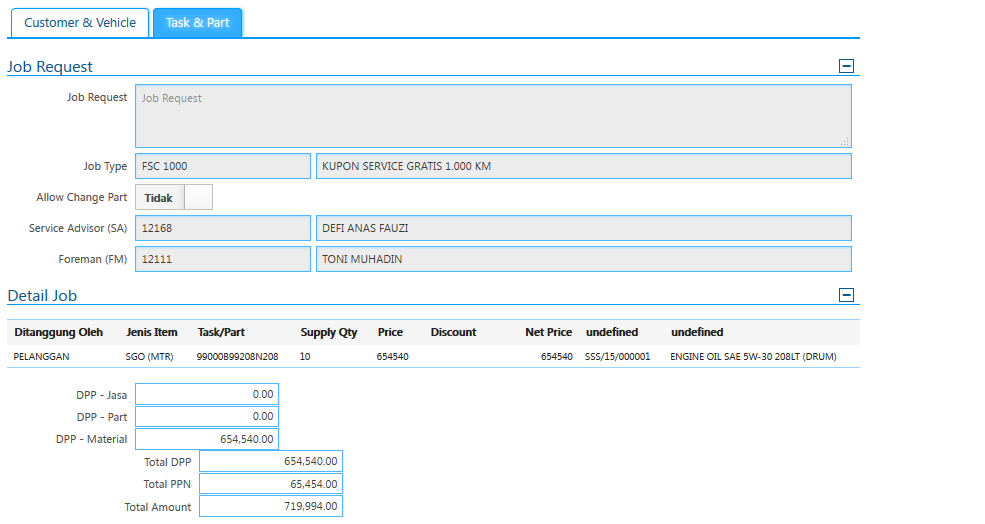 Customer & Vehicle Task & Part
Job Request
Job Request Job Request
Job Type FSC 1000 KUPON SERVICE GRATIS 1.000 KM
Allow Change Part Tidak
Service Advisor (SA) 12168 DEFI ANAS FAUZI
Foreman (FM) 12111 TONI MUHADIN
Detail Job
Ditanggung Oleh Jenis Item Task/Part Supply Qty Price Discount Net Price undefined undefined
PELANGGAN SGO (MTR) 99000B99208N208 10 654540 654540 SSS/15/000001 ENGINE OIL SAE 5W-30 208LT (DRUM)
DPP - Jasa 0.00
DPP - Part 0.00
DPP - Material 654,540.00
Total DPP 654,540.00
Total PPN 65,454.00
Total Amount 719,994.00